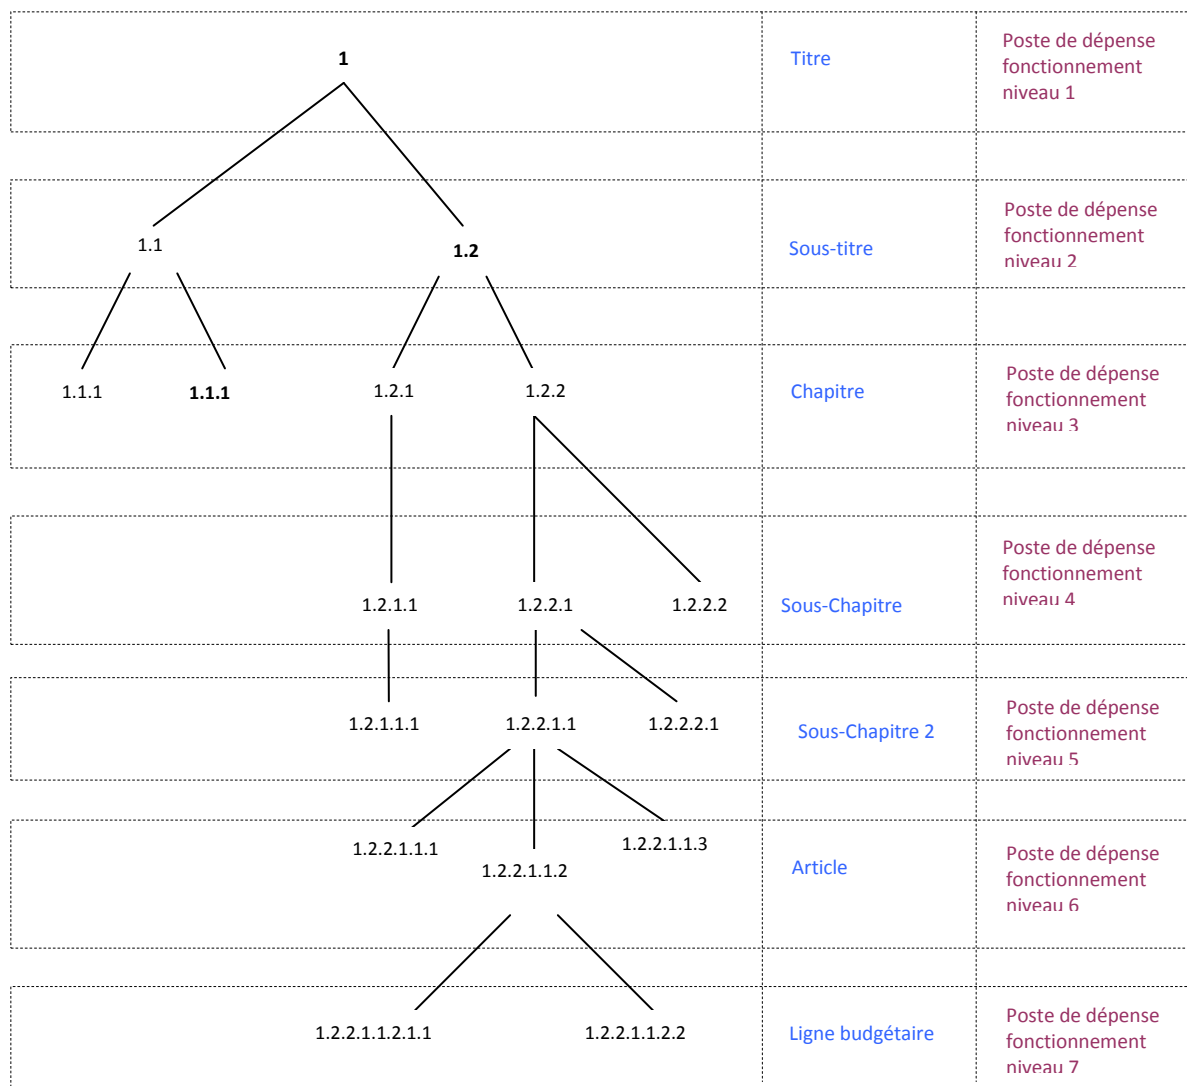 1
Titre
Poste de dépense
fonctionnement
niveau 1
1.1
1.2
Sous-titre
Poste de dépense
fonctionnement
niveau 2
1.1.1
1.1.1
1.2.1
1.2.2
Chapitre
Poste de dépense
fonctionnement
niveau 3
1.2.1.1
1.2.2.1
1.2.2.2
Sous-Chapitre
Poste de dépense
fonctionnement
niveau 4
1.2.1.1.1
1.2.2.1.1
1.2.2.2.1
Sous-Chapitre 2
Poste de dépense
fonctionnement
niveau 5
1.2.2.1.1.1
1.2.2.1.1.2
1.2.2.1.1.3
Article
Poste de dépense
fonctionnement
niveau 6
1.2.2.1.1.2.1.1
1.2.2.1.1.2.2
Ligne budgétaire
Poste de dépense
fonctionnement
niveau 7